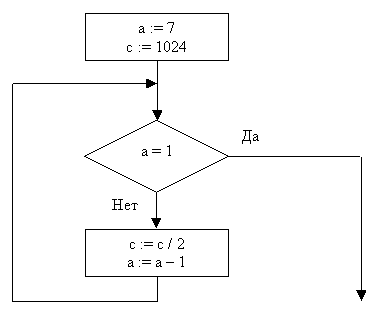 a := 7
c := 1024
a = 1
Да
Нет
c := c / 2
a := a – 1